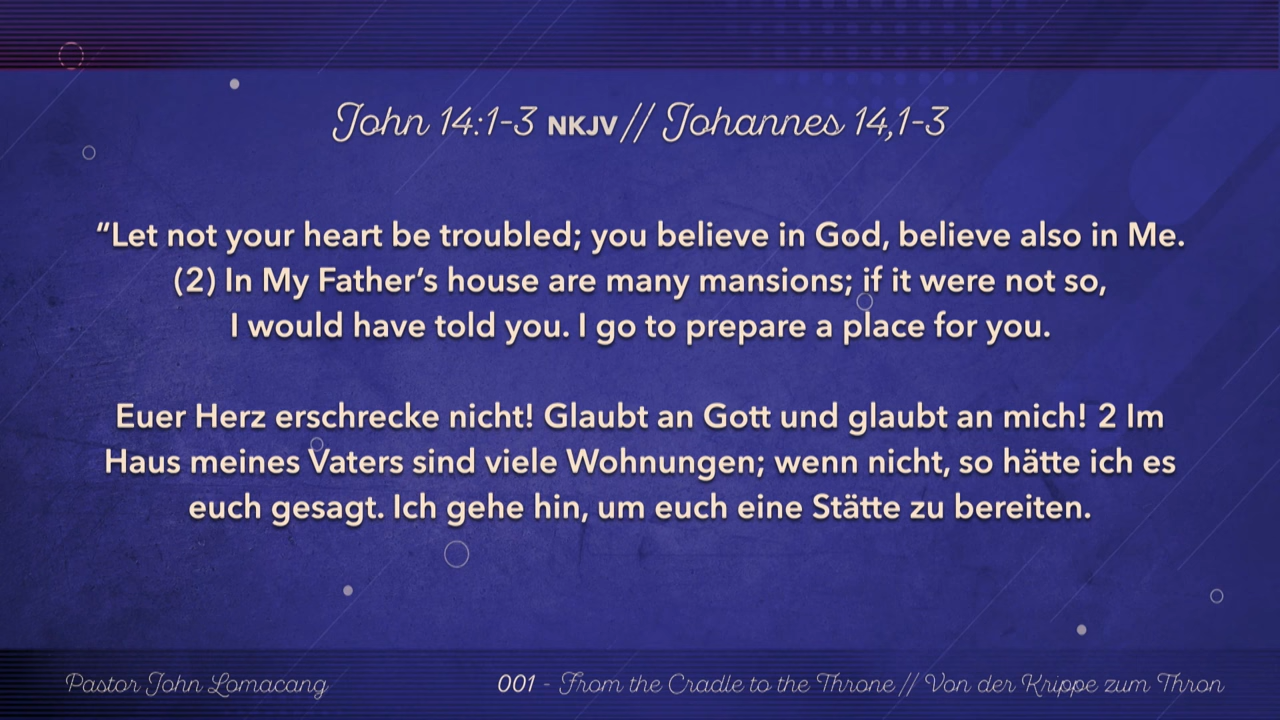 John 14:1-3 NKJV // Johannes 14,1-3
“Let not your heart be troubled; you believe in God, believe also in Me.
(2) In My Father’s house are many mansions; if it were not so,
I would have told you. I go to prepare a place for you.
Euer Herz erschrecke nicht! Glaubt an Gott und glaubt an mich! 2 Im
Haus meines Vaters sind viele Wohnungen; wenn nicht, so hätte ich es
euch gesagt. Ich gehe hin, um euch eine Stätte zu bereiten.
Pastor John Lomacang
001 - From the Cradle to the Throne // Von der Krippe zum Thron